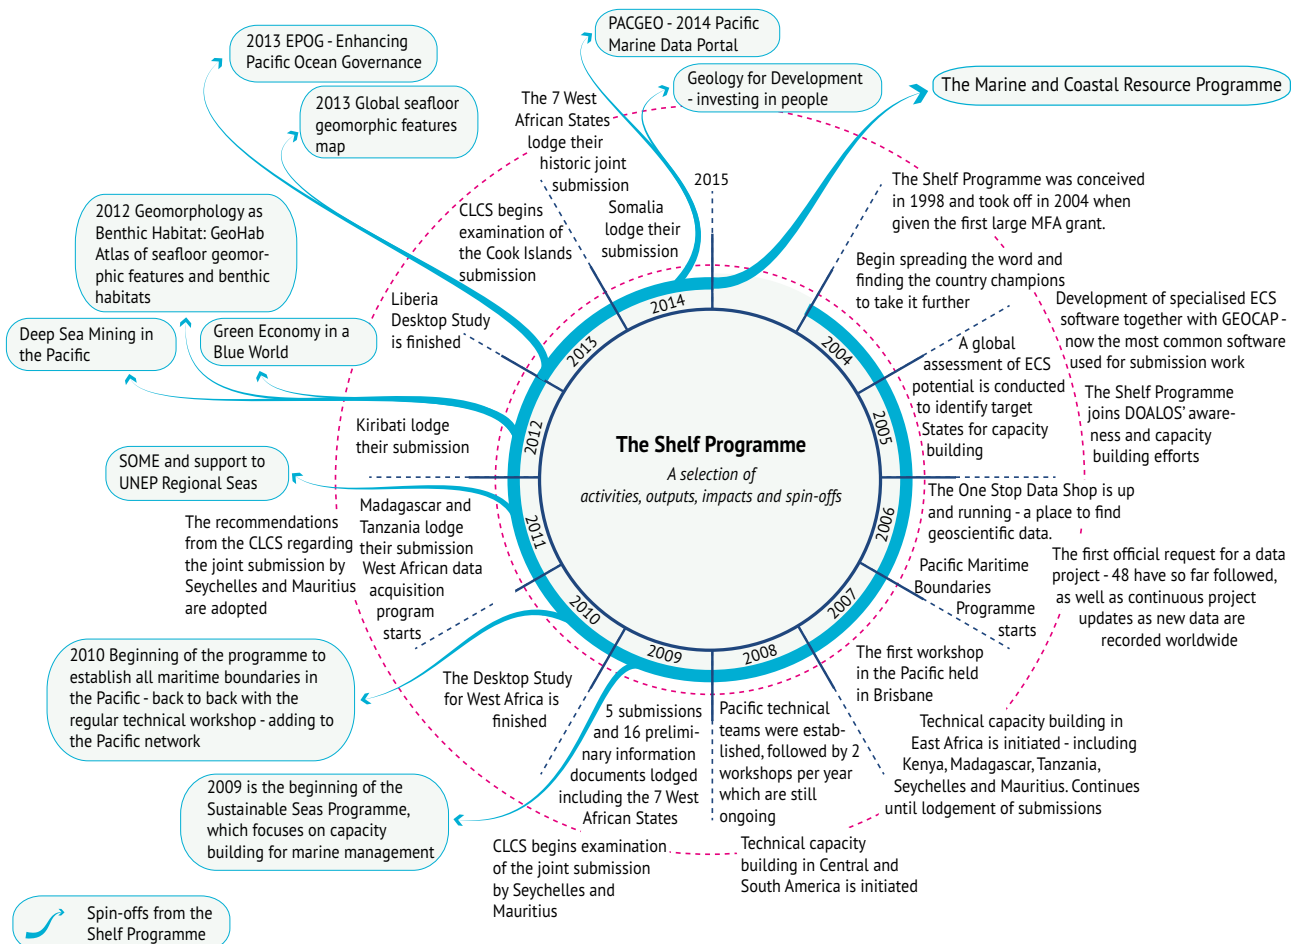 2013 EPOG - Enhancing
Pacific Ocean Governance
2013 Global seafloor
geomorphic features
map
PACGEO - 2014 Pacific
Marine Data Portal
Geology for Development
- investing in people
The Marine and Coastal Resource Programme
2012 Geomorphology as
Benthic Habitat: GeoHab
Atlas of seafloor geomor-
phic features and benthic
habitats
Deep Sea Mining in
the Pacific
Green Economy in a
Blue World
SOME and support to
UNEP Regional Seas
2010 Beginning of the programme to
establish all maritime boundaries in
the Pacific - back to back with the
regular technical workshop - adding to
the Pacific network
2009 is the beginning of the
Sustainable Seas Programme,
which focuses on capacity
building for marine management
Spin-offs from the
Shelf Programme
The Shelf Programme
A selection of
activities, outputs, impacts and spin-offs
2004
2005
2006
2007
2008
2009
2010
2011
2012
2013
2014
2015
The Shelf Programme was conceived
in 1998 and took off in 2004 when
given the first large MFA grant.
Begin spreading the word and
finding the country champions
to take it further
Development of specialised ECS
software together with GEOCAP -
now the most common software
used for submission work
A global
assessment of ECS
potential is conducted
to identify target
States for capacity
building
The Shelf Programme
joins DOALOS' aware-
ness and capacity
building efforts
The One Stop Data Shop is up
and running - a place to find
geoscientific data.
The first official request for a data
project - 48 have so far followed,
as well as continuous project
updates as new data are
recorded worldwide
Pacific Maritime
Boundaries
Programme
starts
The first workshop
in the Pacific held
in Brisbane
Technical capacity building in
East Africa is initiated - including
Kenya, Madagascar, Tanzania,
Seychelles and Mauritius. Continues
until lodgement of submissions
Pacific technical
teams were estab-
lished, followed by 2
workshops per year
which are still
ongoing
Technical capacity
building in Central and
South America is initiated
5 submissions
and 16 prelimi-
nary information
documents lodged
including the 7 West
African States
CLCS begins examination
of the joint submission
by Seychelles and
Mauritius
The Desktop Study
for West Africa is
finished
West African data
acquisition
program
starts
Madagascar and
Tanzania lodge
their submission
The recommendations
from the CLCS regarding
the joint submission by
Seychelles and Mauritius
are adopted
Kiribati lodge
their submission
Liberia
Desktop Study
is finished
CLCS begins
examination of
the Cook Islands
submission
The 7 West
African States
lodge their
historic joint
submission
Somalia
lodge their
submission